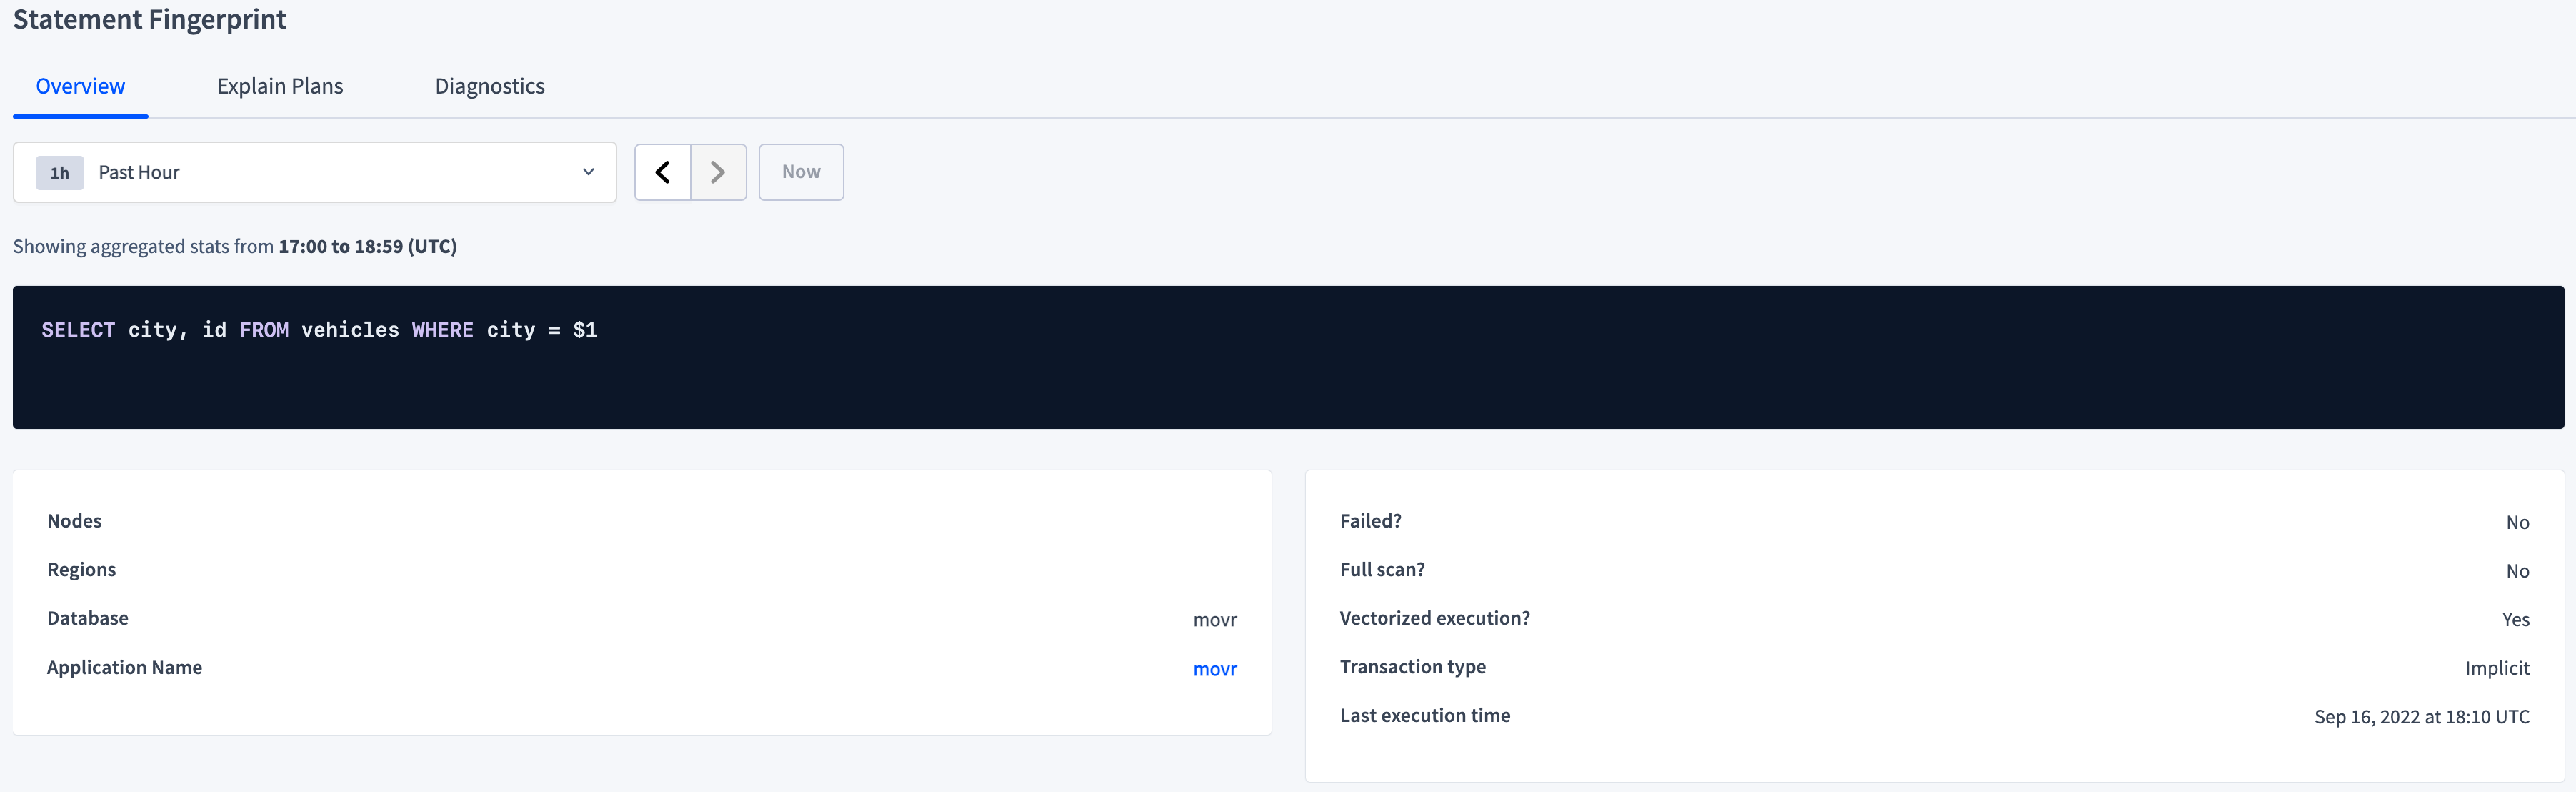 Statement Fingerprint
Overview Explain Plans Diagnostics
1h Past Hour Now
Showing aggregated stats from 17:00 to 18:59 (UTC)
SELECT city, id FROM vehicles WHERE city = $1
Nodes
Regions
Database movr
Application Name movr
Failed? No
Full scan? No
Vectorized execution? Yes
Transaction type Implicit
Last execution time Sep 16, 2022 at 18:10 UTC